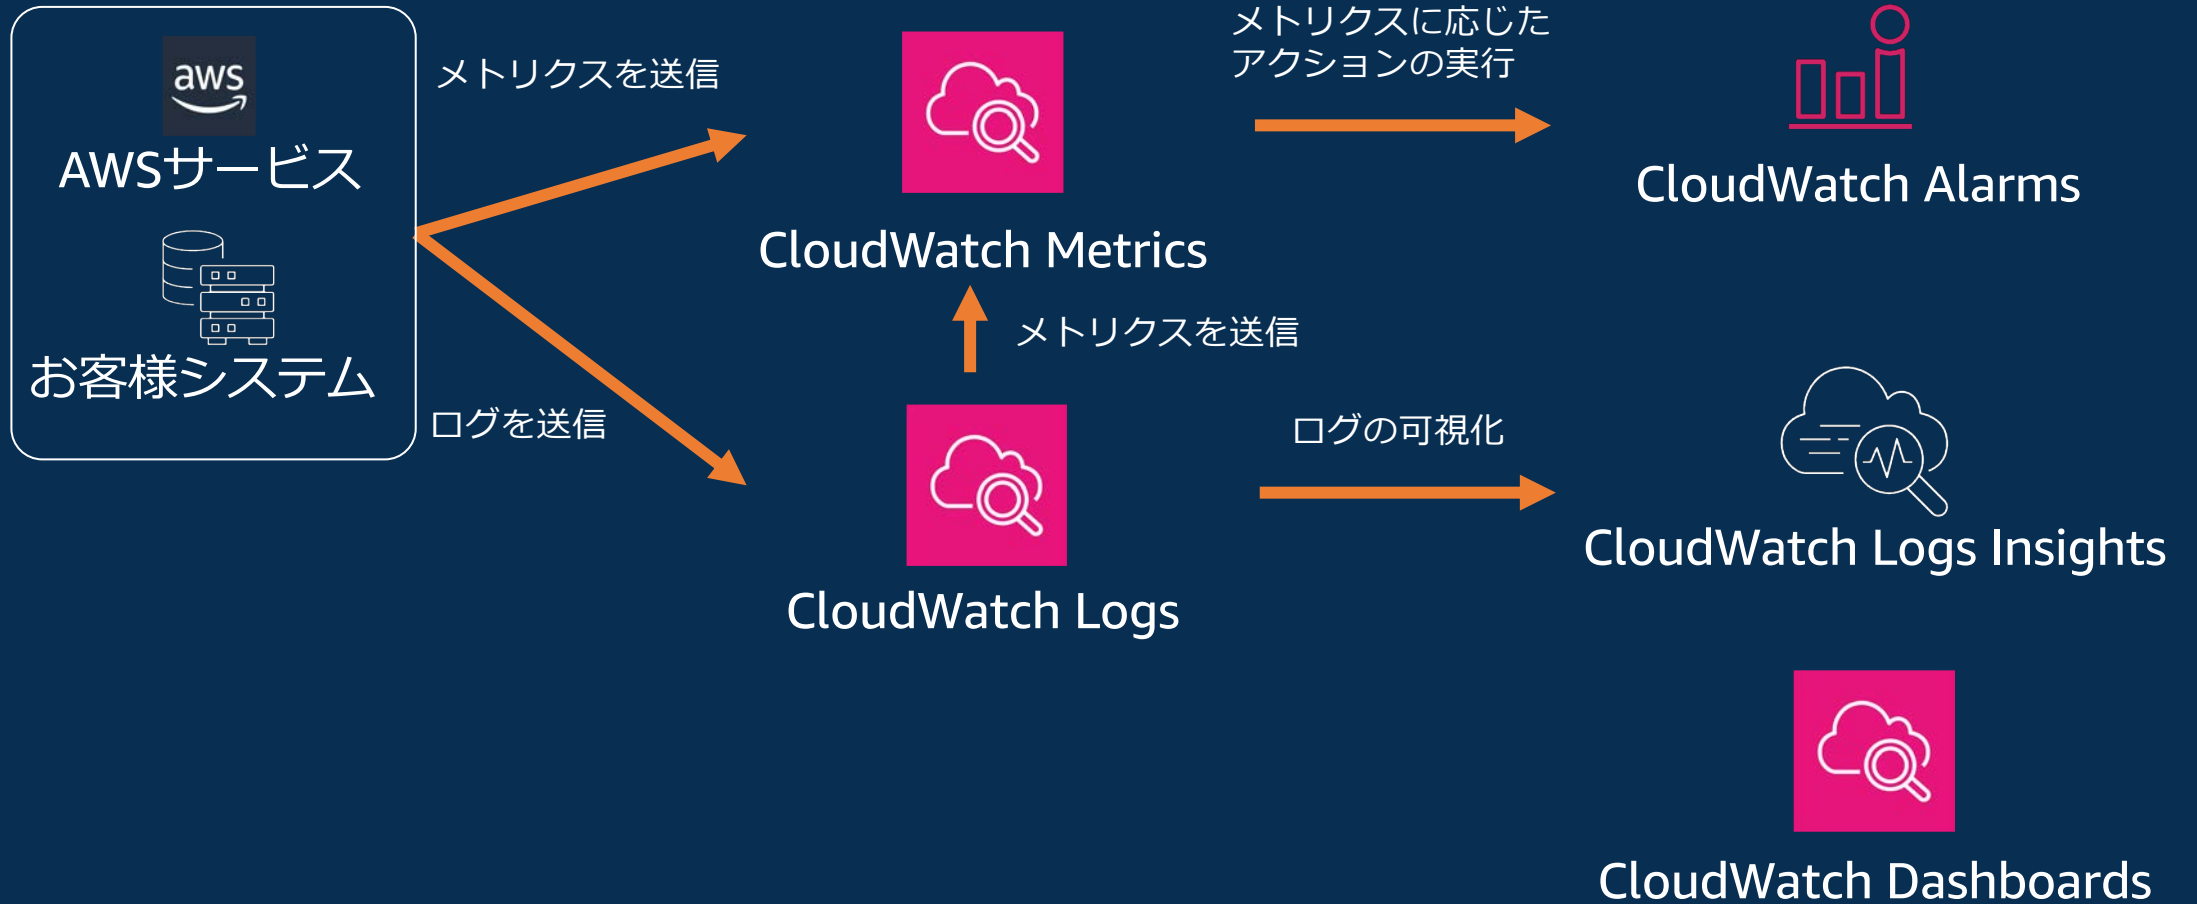 aws
AWSサービス
お客様システム
メトリクスを送信
ログを送信
CloudWatch Metrics
メトリクスを送信
CloudWatch Logs
メトリクスに応じた
アクションの実行
ログの可視化
CloudWatch Alarms
CloudWatch Logs Insights
CloudWatch Dashboards